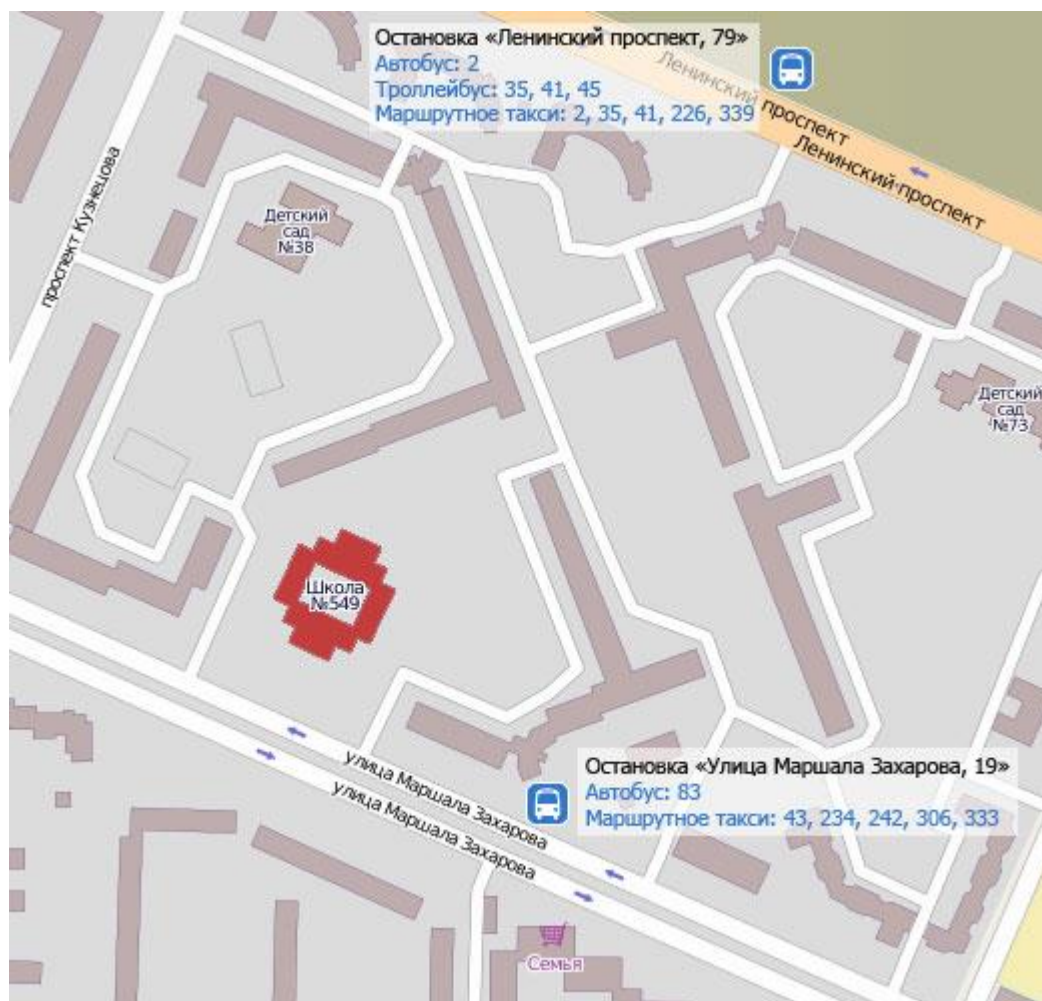 Остановка «Ленинский проспект, 79»
Автобус: 2
Троллейбус: 35, 41, 45
Маршрутное такси: 2, 35, 41, 226, 339
Ленинский проспект
Ленинский проспект
проспект Кузнецова
Детский
сад
№38
Детский
сад
№73
Школа
№549
улица Маршала Захарова
улица Маршала Захарова
Остановка «Улица Маршала Захарова, 19»
Автобус: 83
Маршрутное такси: 43, 234, 242, 306, 333
Семья